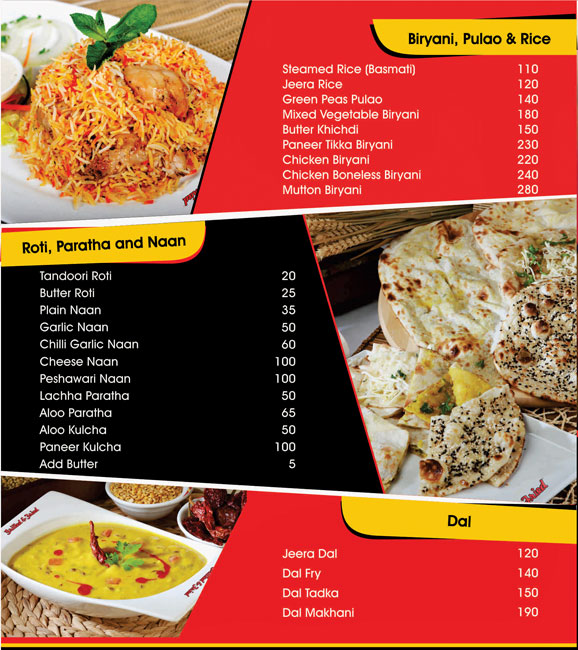 Biryani, Pulao & Rice
Steamed Rice (Basmati) 110
Jeera Rice 120
Green Peas Pulao 140
Mixed Vegetable Biryani 180
Butter Khichdi 150
Paneer Tikka Biryani 230
Chicken Biryani 220
Chicken Boneless Biryani 240
Mutton Biryani 280
Roti, Paratha and Naan
Tandoori Roti 20
Butter Roti 25
Plain Naan 35
Garlic Naan 50
Chilli Garlic Naan 60
Cheese Naan 100
Peshawari Naan 100
Lachha Paratha 50
Aloo Paratha 65
Aloo Kulcha 50
Paneer Kulcha 100
Add Butter 5
Dal
Jeera Dal 120
Dal Fry 140
Dal Tadka 150
Dal Makhani 190